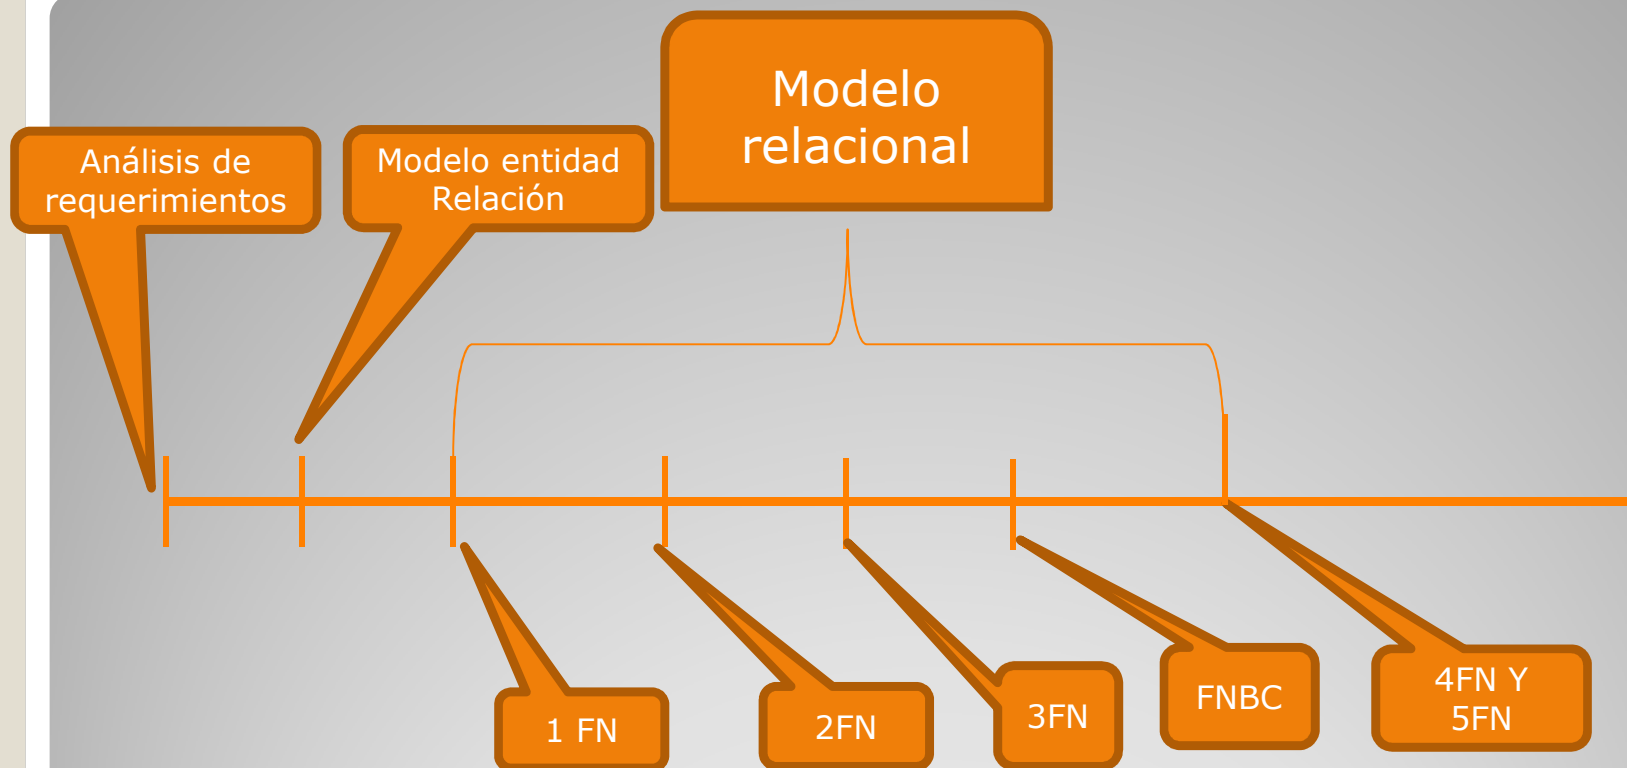 Modelo
relacional
Análisis de
requerimientos
Modelo entidad
Relación
1 FN
2FN
3FN
FNBC
4FN Y
5FN